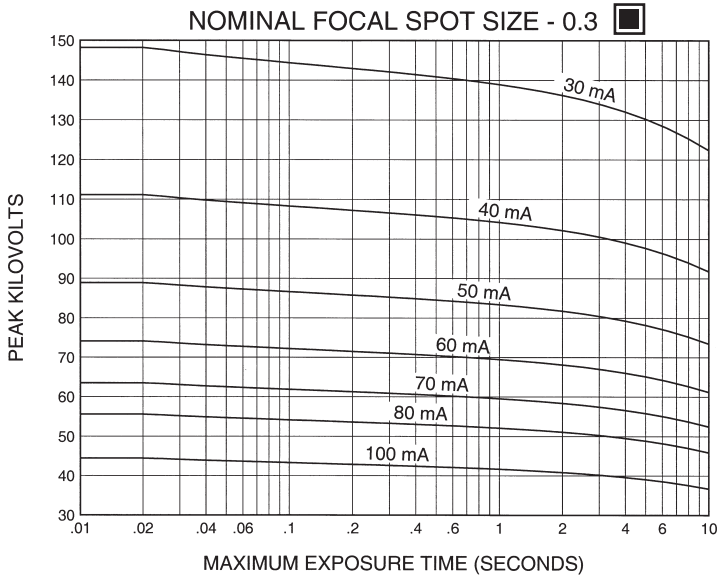 NOMINAL FOCAL SPOT SIZE - 0.3
150
140
130
120
110
100
90
80
70
60
50
40
30
PEAK KILOVOLTS
30 mA
40 mA
50 mA
60 mA
70 mA
80 mA
100 mA
.01 .02 .04 .06 .1 .2 .4 .6 1 2 4 6 10
MAXIMUM EXPOSURE TIME (SECONDS)